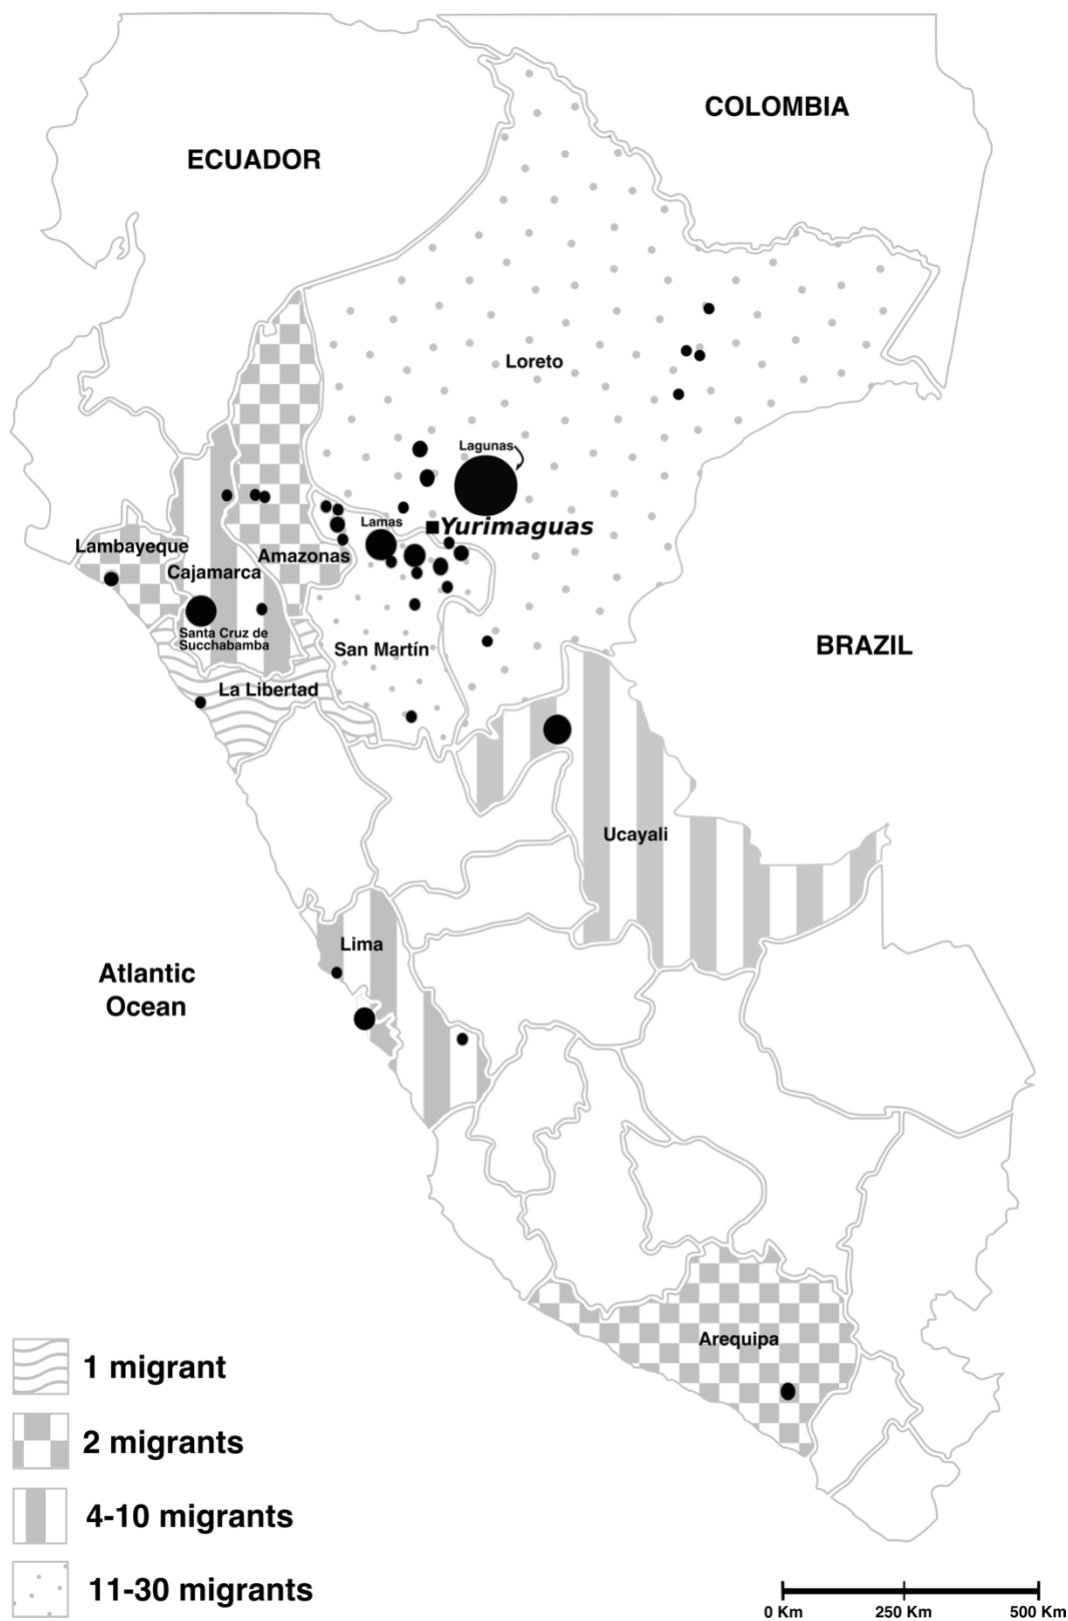 COLOMBIA
ECUADOR
Loreto
Lagunas
Lamas
Yurimaguas
Lambayeque
Amazonas
Cajamarca
Santa Cruz de
Succhabamba
San Martín
BRAZIL
La Libertad
Ucayali
Lima
Atlantic
Ocean
Arequipa
1 migrant
2 migrants
4-10 migrants
11-30 migrants
0 Km 250 Km 500 Km